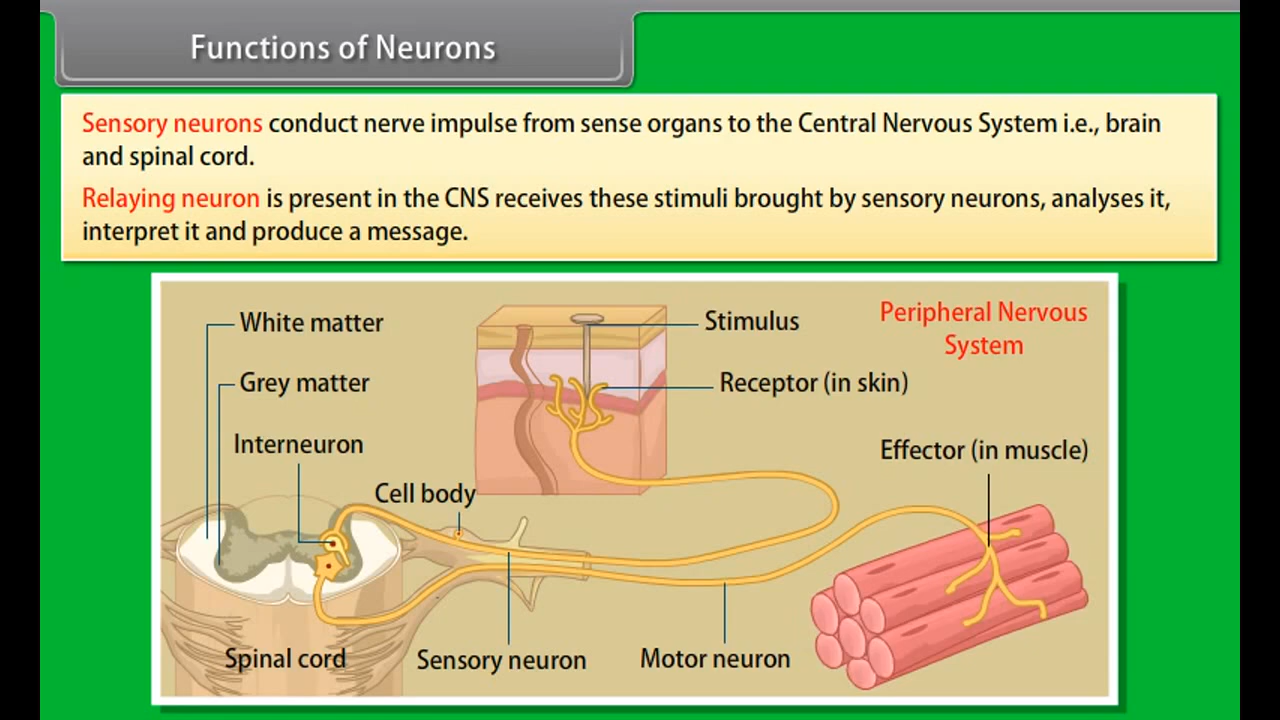 Functions of Neurons
Sensory neurons conduct nerve impulse from sense organs to the Central Nervous System i.e., brain
and spinal cord.
Relaying neuron is present in the CNS receives these stimuli brought by sensory neurons, analyses it,
interpret it and produce a message.
White matter
Stimulus
Peripheral Nervous
System
Grey matter
Receptor (in skin)
Interneuron
Effector (in muscle)
Cell body
Spinal cord
Sensory neuron
Motor neuron